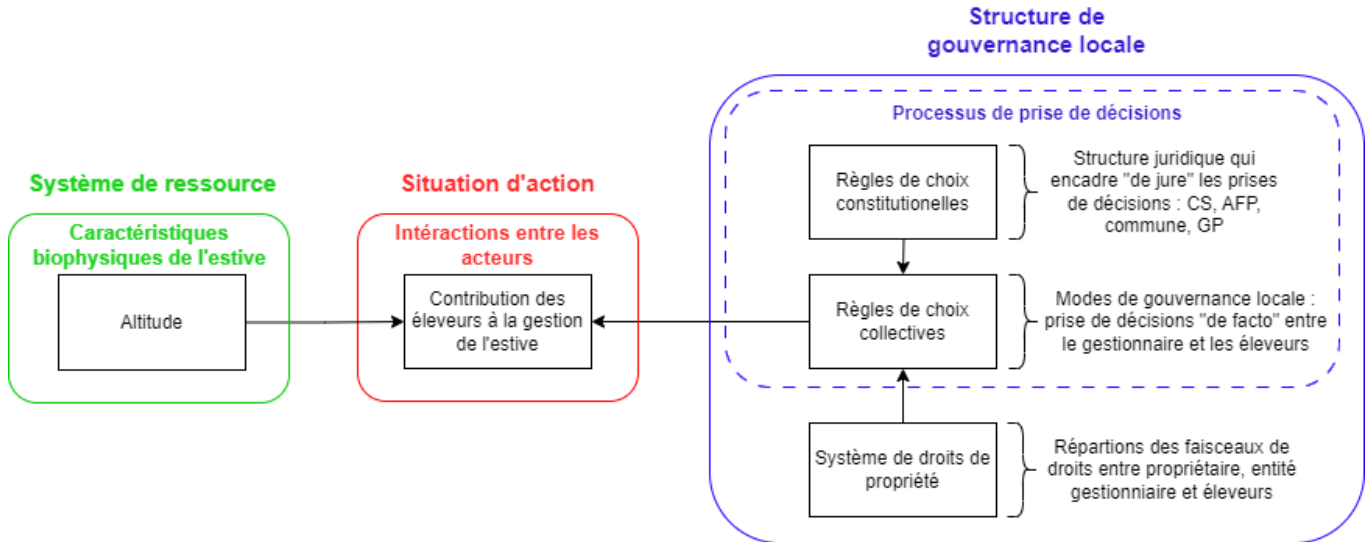 Structure de
gouvernance locale
Processus de prise de décisions
Règles de choix
constitutionelles
Structure juridique qui
encadre "de jure" les prises
de décisions : CS, AFP,
commune, GP
Système de ressource
Situation d'action
Caractéristiques
biophysiques de l'estive
Intéractions entre les
acteurs
Altitude
Contribution des
éleveurs à la gestion
de l'estive
Règles de choix
collectives
Modes de gouvernance locale :
prise de décisions "de facto" entre
le gestionnaire et les éleveurs
Système de droits de
propriété
Répartions des faisceaux de
droits entre propriétaire, entité
gestionniaire et éleveurs